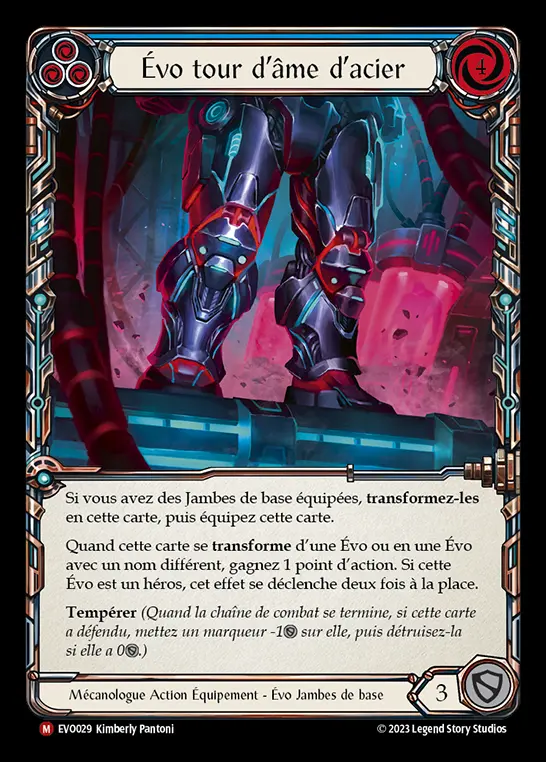 Évo tour d'âme d'acier
4
Si vous avez des Jambes de base équipées, transformez-les
en cette carte, puis équipez cette carte.
Quand cette carte se transforme d'une Évo ou en une Évo
avec un nom différent, gagnez 1 point d'action. Si cette
Évo est un héros, cet effet se déclenche deux fois à la place.
Tempérer (Quand la chaîne de combat se termine, si cette carte
a défendu, mettez un marqueur -1 sur elle, puis détruisez-la
si elle a 0.)
Mécanologue Action Équipement - Évo Jambes de base
3
M EVO029 Kimberly Pantoni
© 2023 Legend Story Studios